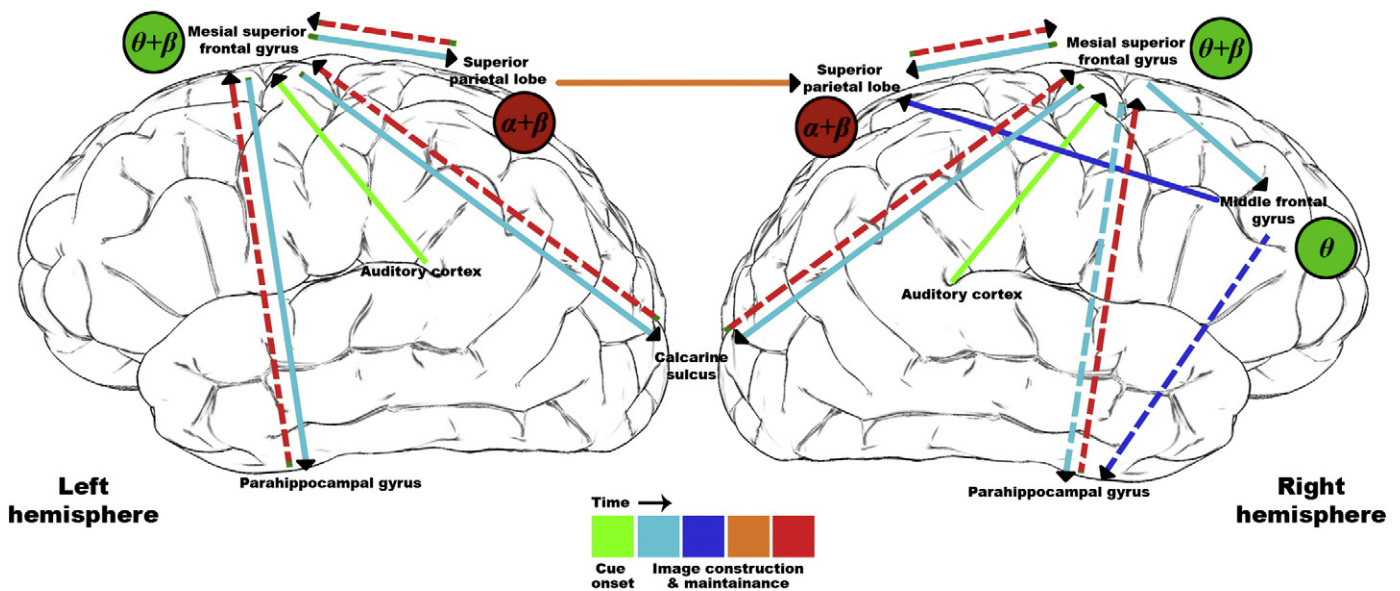 θ+β
Mesial superior
frontal gyrus
Superior
parietal lobe
α+β
Superior
parietal lobe
α+β
Mesial superior
frontal gyrus
θ+β
Middle frontal
gyrus
θ
Auditory cortex
Auditory cortex
Calcarine
sulcus
Parahippocampal gyrus
Parahippocampal gyrus
Left
hemisphere
Right
hemisphere
Time
Cue
onset
Image construction
& maintainance